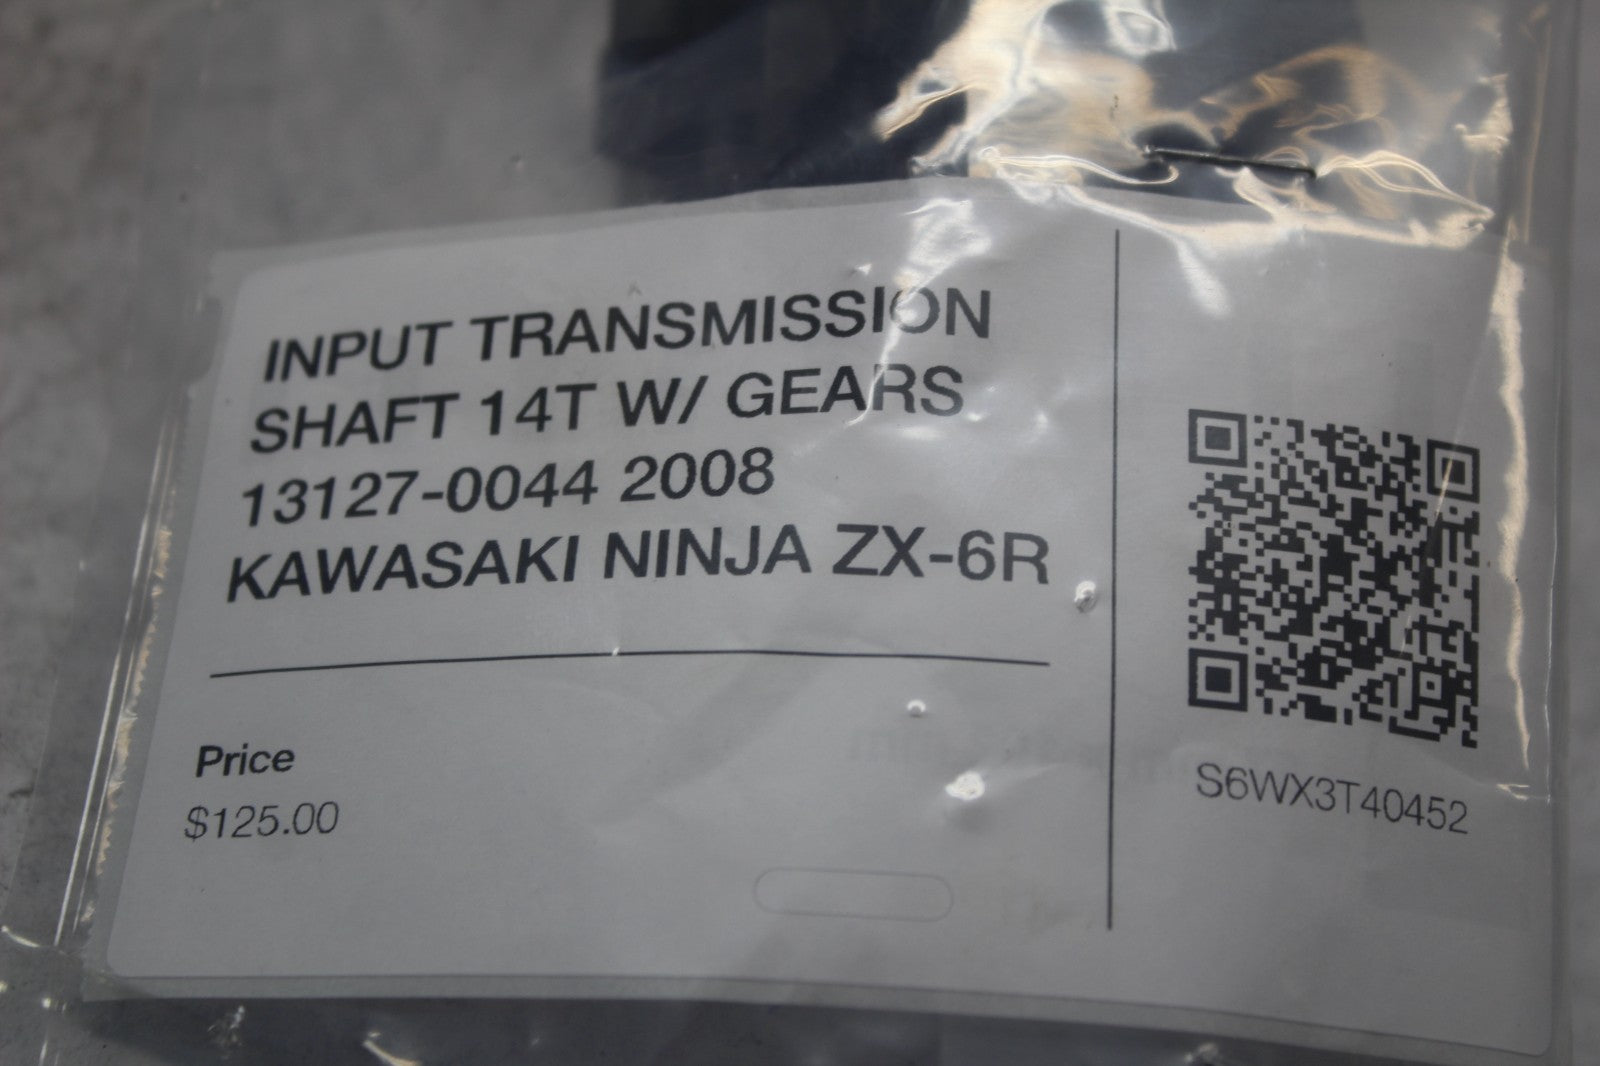 INPUT TRANSMISSION
SHAFT 14T W/ GEARS
13127-0044 2008
KAWASAKI NINJA ZX-6R
Price
$125.00
S6WX3T40452